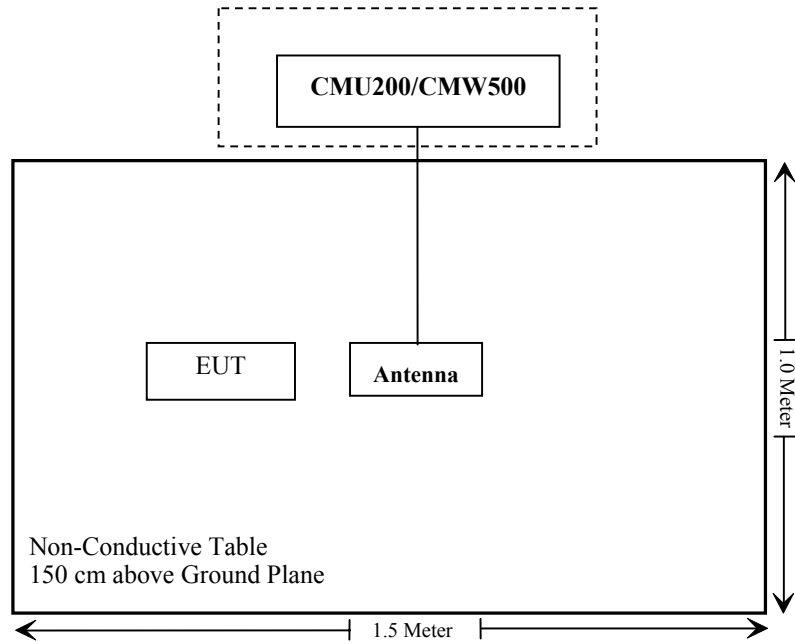 CMU200/CMW500
EUT
Antenna
1.0 Meter
Non-Conductive Table
150 cm above Ground Plane
1.5 Meter